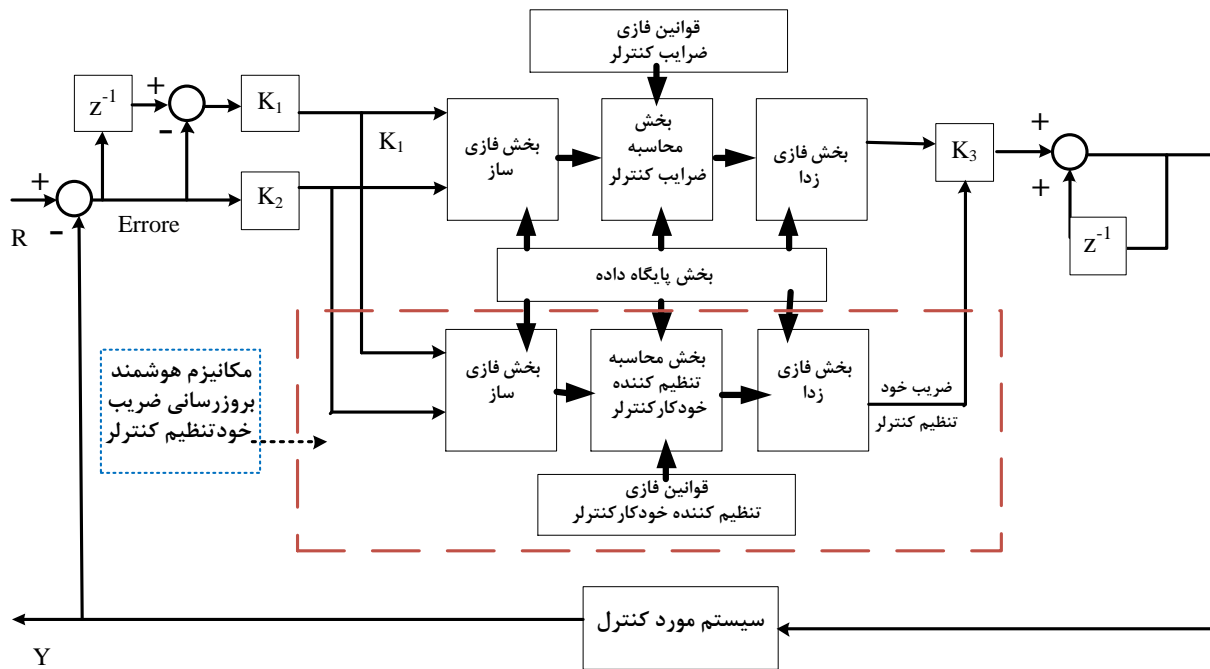 قوانین فازی
ضرایب کنترلر
+
-
z⁻¹
K₁
K₁
بخش فازی
ساز
بخش
محاسبه
ضرایب کنترلر
بخش فازی
زدا
K₃
+
+
z⁻¹
+
-
R
Errore
K₂
بخش پایگاه داده
مکانیزم هوشمند
بروزرسانی ضریب
خودتنظیم کنترلر
بخش فازی
ساز
بخش محاسبه
تنظیم کننده
خودکارکنترلر
بخش فازی
زدا
ضریب خود
تنظیم کنترلر
قوانین فازی
تنظیم کننده خودکارکنترلر
سیستم مورد کنترل
Y